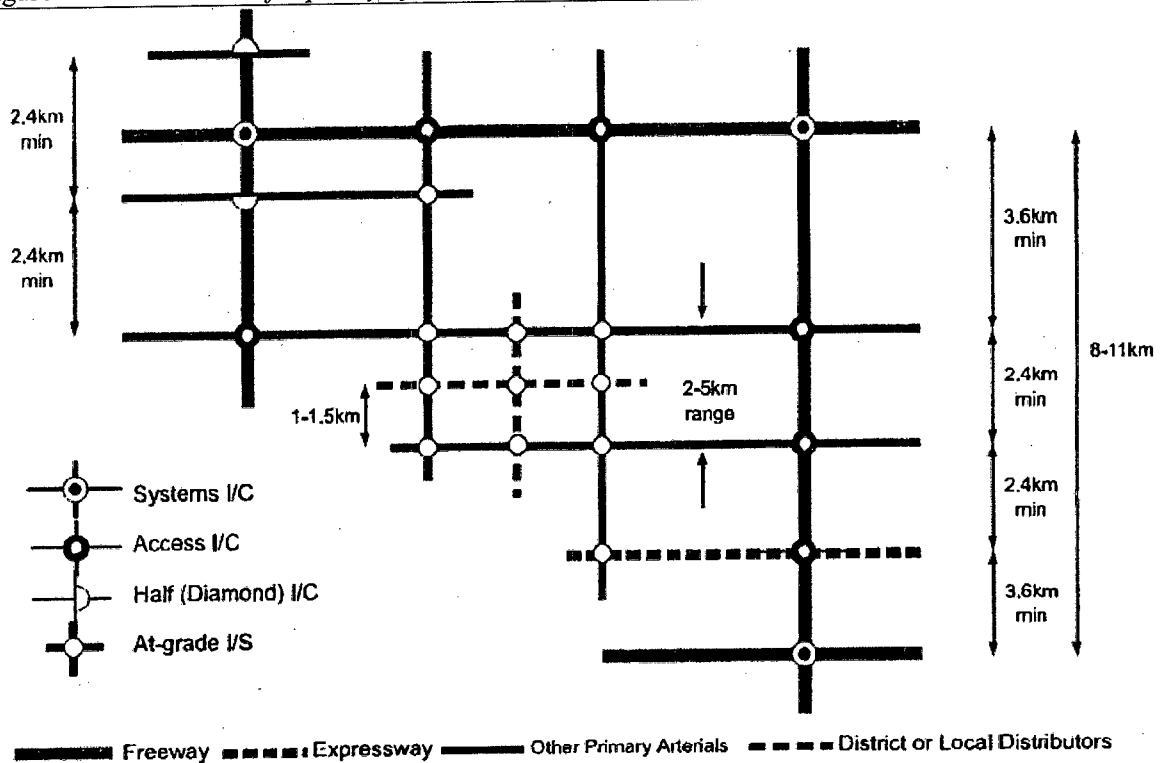 2.4km
min
2.4km
min
3.6km
min
2.4km
min
8-11km
2.4km
min
3.6km
min
1-1.5km
2-5km
range
Systems I/C
Access I/C
Half (Diamond) I/C
At-grade I/S
Freeway Expressway Other Primary Arterials District or Local Distributors